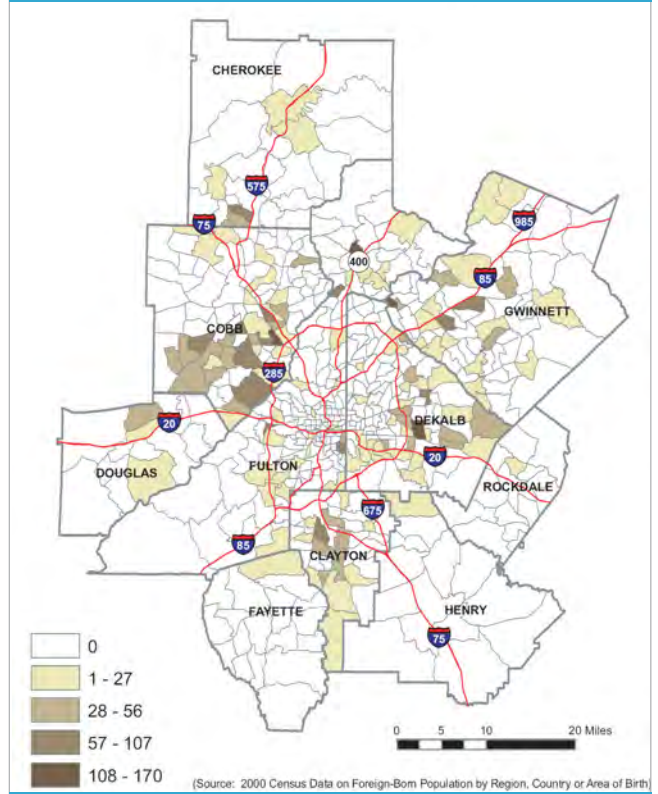 CHEROKEE
575
75
985
400
85
GWINNETT
COBB
285
DEKALB
20
20
DOUGLAS
FULTON
ROCKDALE
675
85
CLAYTON
HENRY
FAYETTE
75
0
1 - 27
28 - 56
57 - 107
108 - 170
0 5 10 20 Miles
(Source: 2000 Census Data on Foreign-Born Population by Region, Country or Area of Birth)